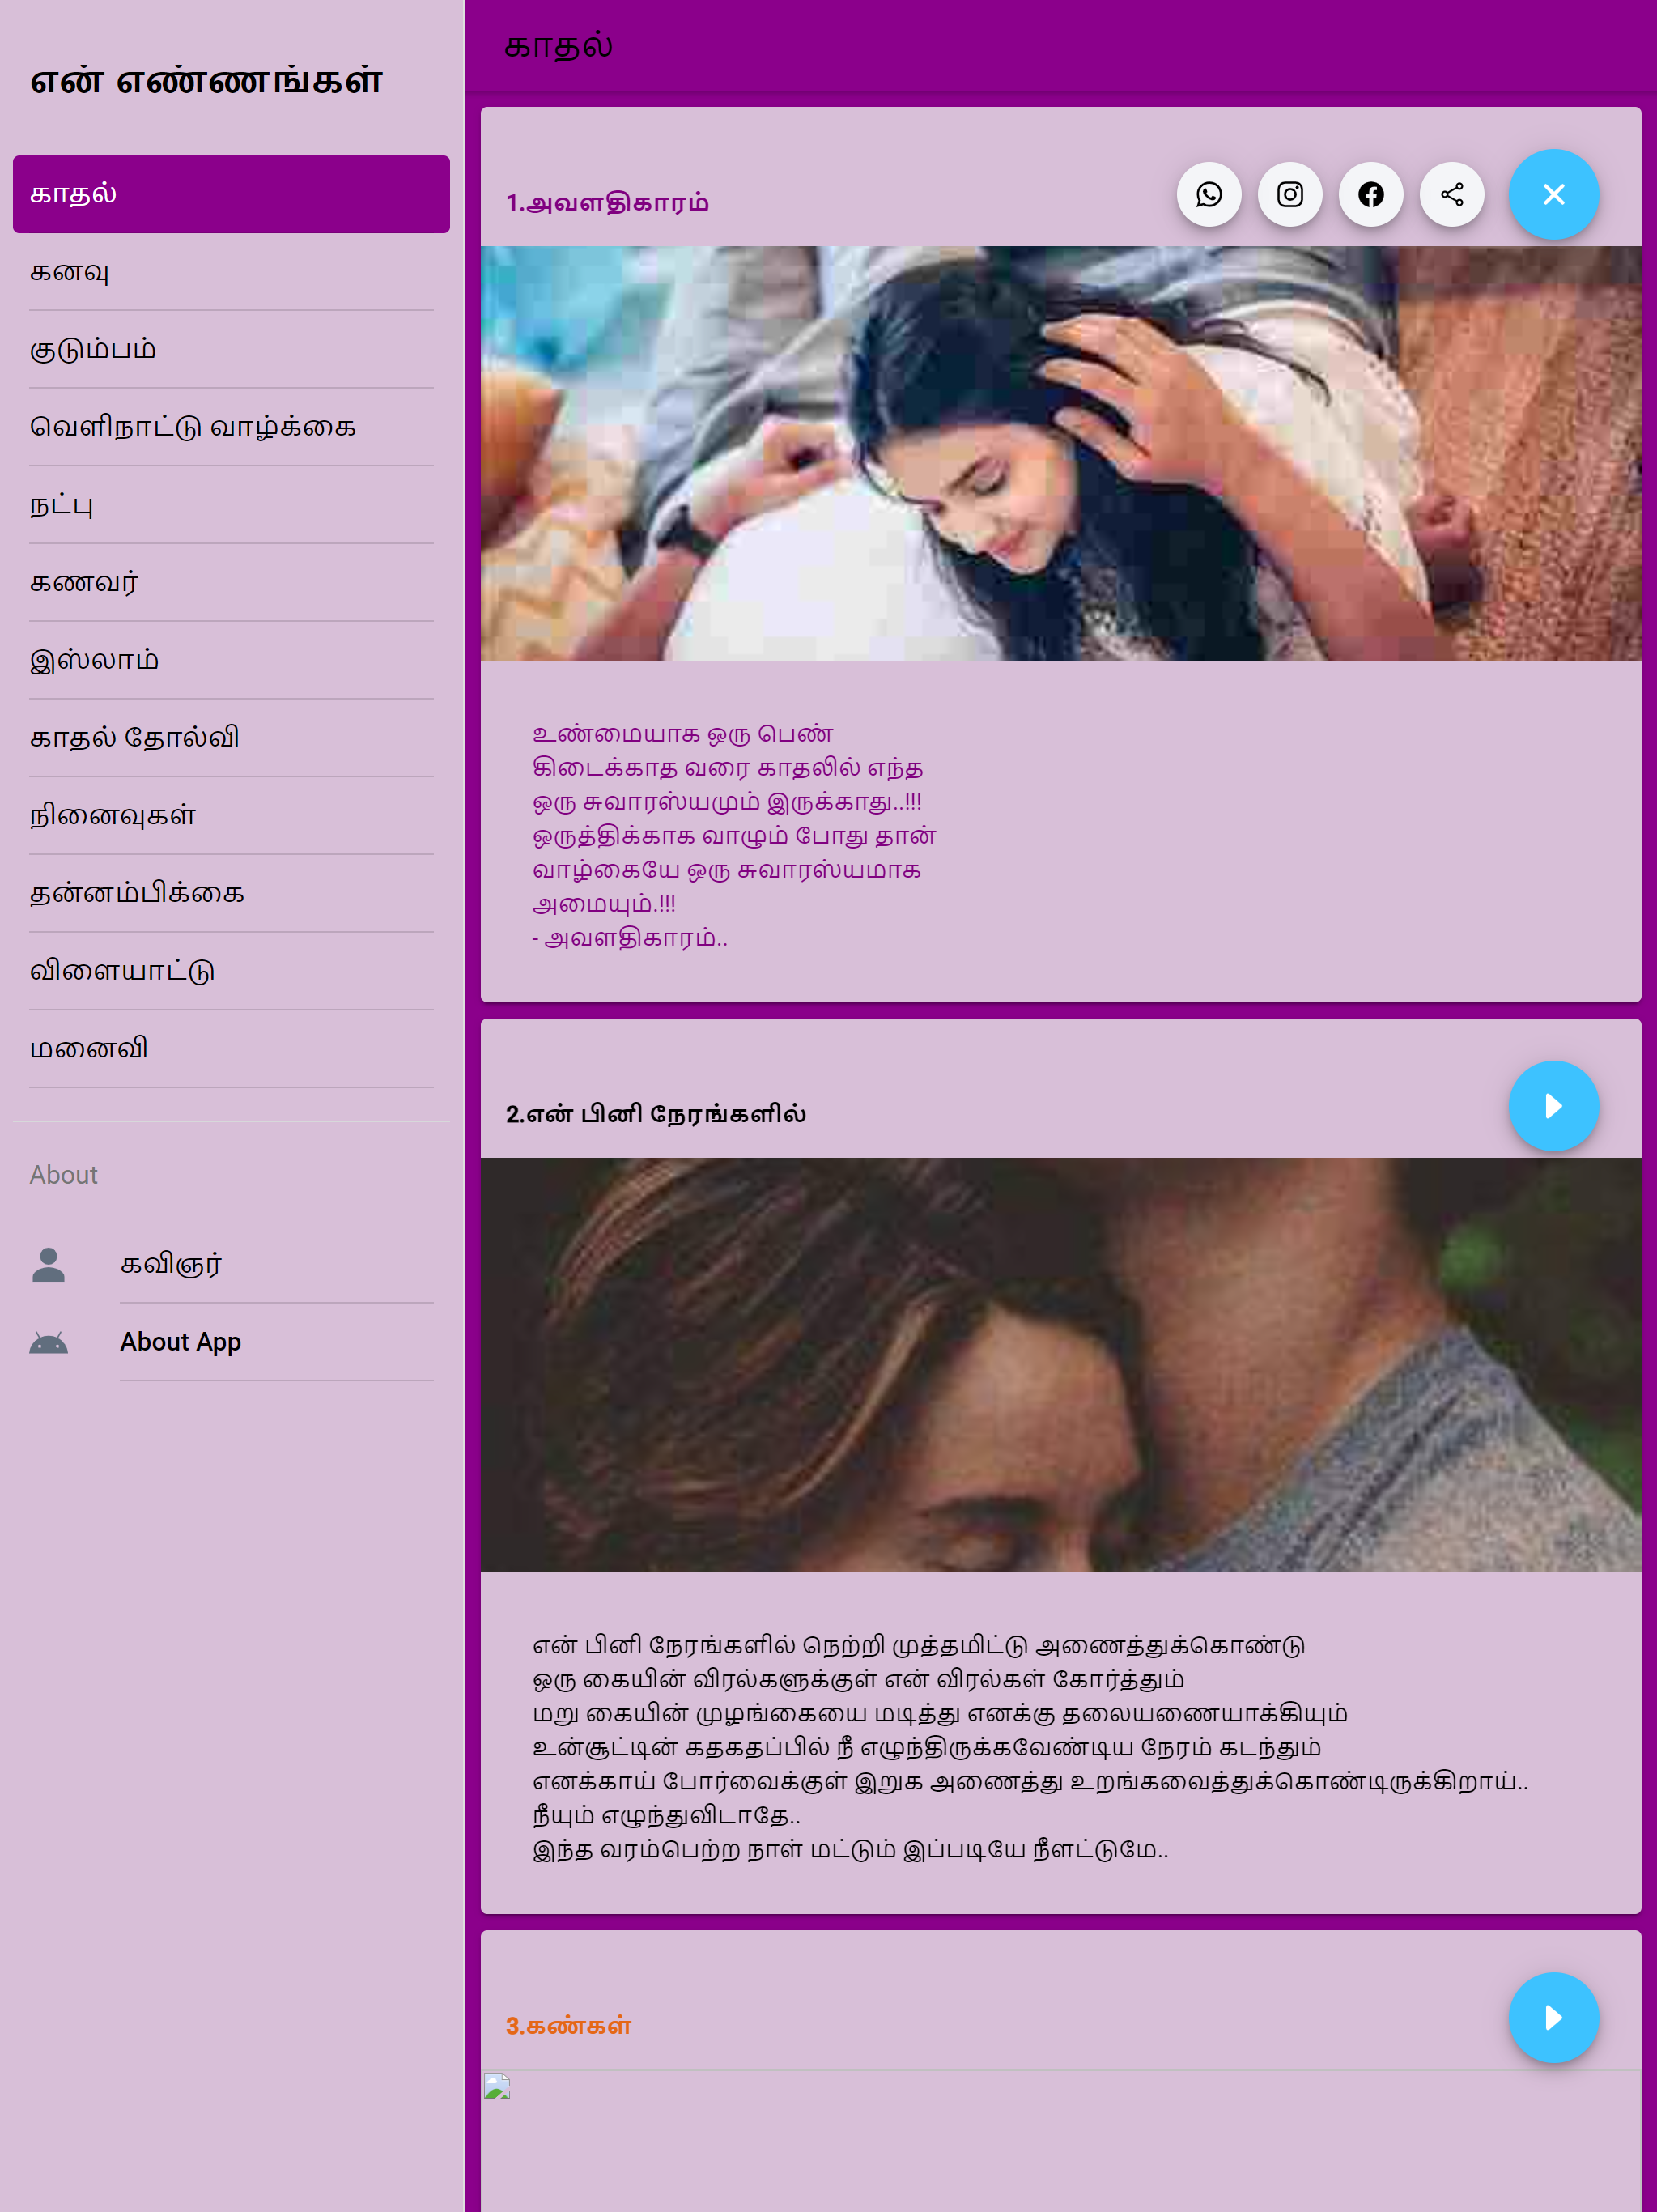 என் எண்ணங்கள்
காதல்
கனவு
குடும்பம்
வெளிநாட்டு வாழ்க்கை
நட்பு
கணவர்
இஸ்லாம்
காதல் தோல்வி
நினைவுகள்
தன்னம்பிக்கை
விளையாட்டு
மனைவி
About
கவிஞர்
About App
காதல்
1.அவளதிகாரம்
உண்மையாக ஒரு பெண்
கிடைக்காத வரை காதலில் எந்த
ஒரு சுவாரஸ்யமும் இருக்காது..!!!
ஒருத்திக்காக வாழும் போது தான்
வாழ்கையே ஒரு சுவாரஸ்யமாக
அமையும்.!!!
- அவளதிகாரம்..
2.என் பினி நேரங்களில்
என் பினி நேரங்களில் நெற்றி முத்தமிட்டு அணைத்துக்கொண்டு
ஒரு கையின் விரல்களுக்குள் என் விரல்கள் கோர்த்தும்
மறு கையின் முழங்கையை மடித்து எனக்கு தலையணையாக்கியும்
உன்சூட்டின் கதகதப்பில் நீ எழுந்திருக்கவேண்டிய நேரம் கடந்தும்
எனக்காய் போர்வைக்குள் இறுக அணைத்து உறங்கவைத்துக்கொண்டிருக்கிறாய்..
நீயும் எழுந்துவிடாதே..
இந்த வரம்பெற்ற நாள் மட்டும் இப்படியே நீளட்டுமே..
3.கண்கள்